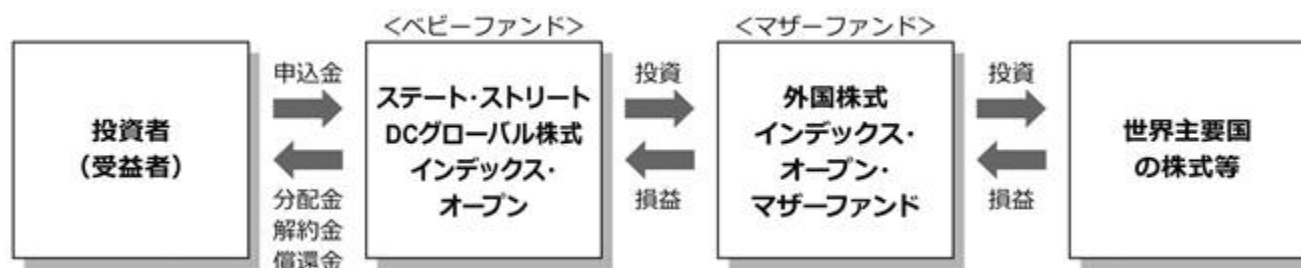 ＜ベビーファンド＞
＜マザーファンド＞
投資者
（受益者）
申込金
分配金
解約金
償還金
ステート・ストリート
DCグローバル株式
インデックス・
オープン
投資
損益
外国株式
インデックス・
オープン・
マザーファンド
投資
損益
世界主要国
の株式等